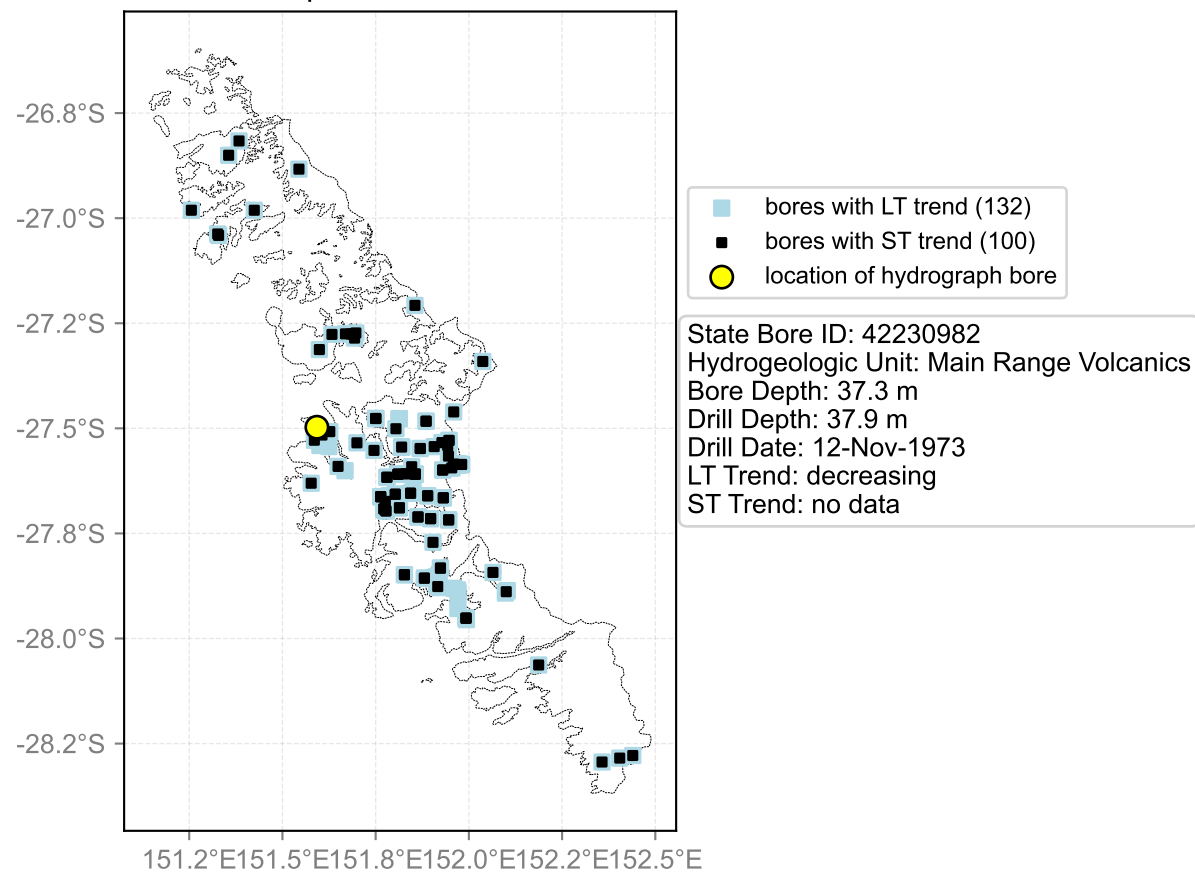 -26.8°S
-27.0°S
-27.2°S
-27.5°S
-27.8°S
-28.0°S
-28.2°S
151.2°E151.5°E151.8°E152.0°E152.2°E152.5°E
bores with LT trend (132)
bores with ST trend (100)
location of hydrograph bore
State Bore ID: 42230982
Hydrogeologic Unit: Main Range Volcanics
Bore Depth: 37.3 m
Drill Depth: 37.9 m
Drill Date: 12-Nov-1973
LT Trend: decreasing
ST Trend: no data